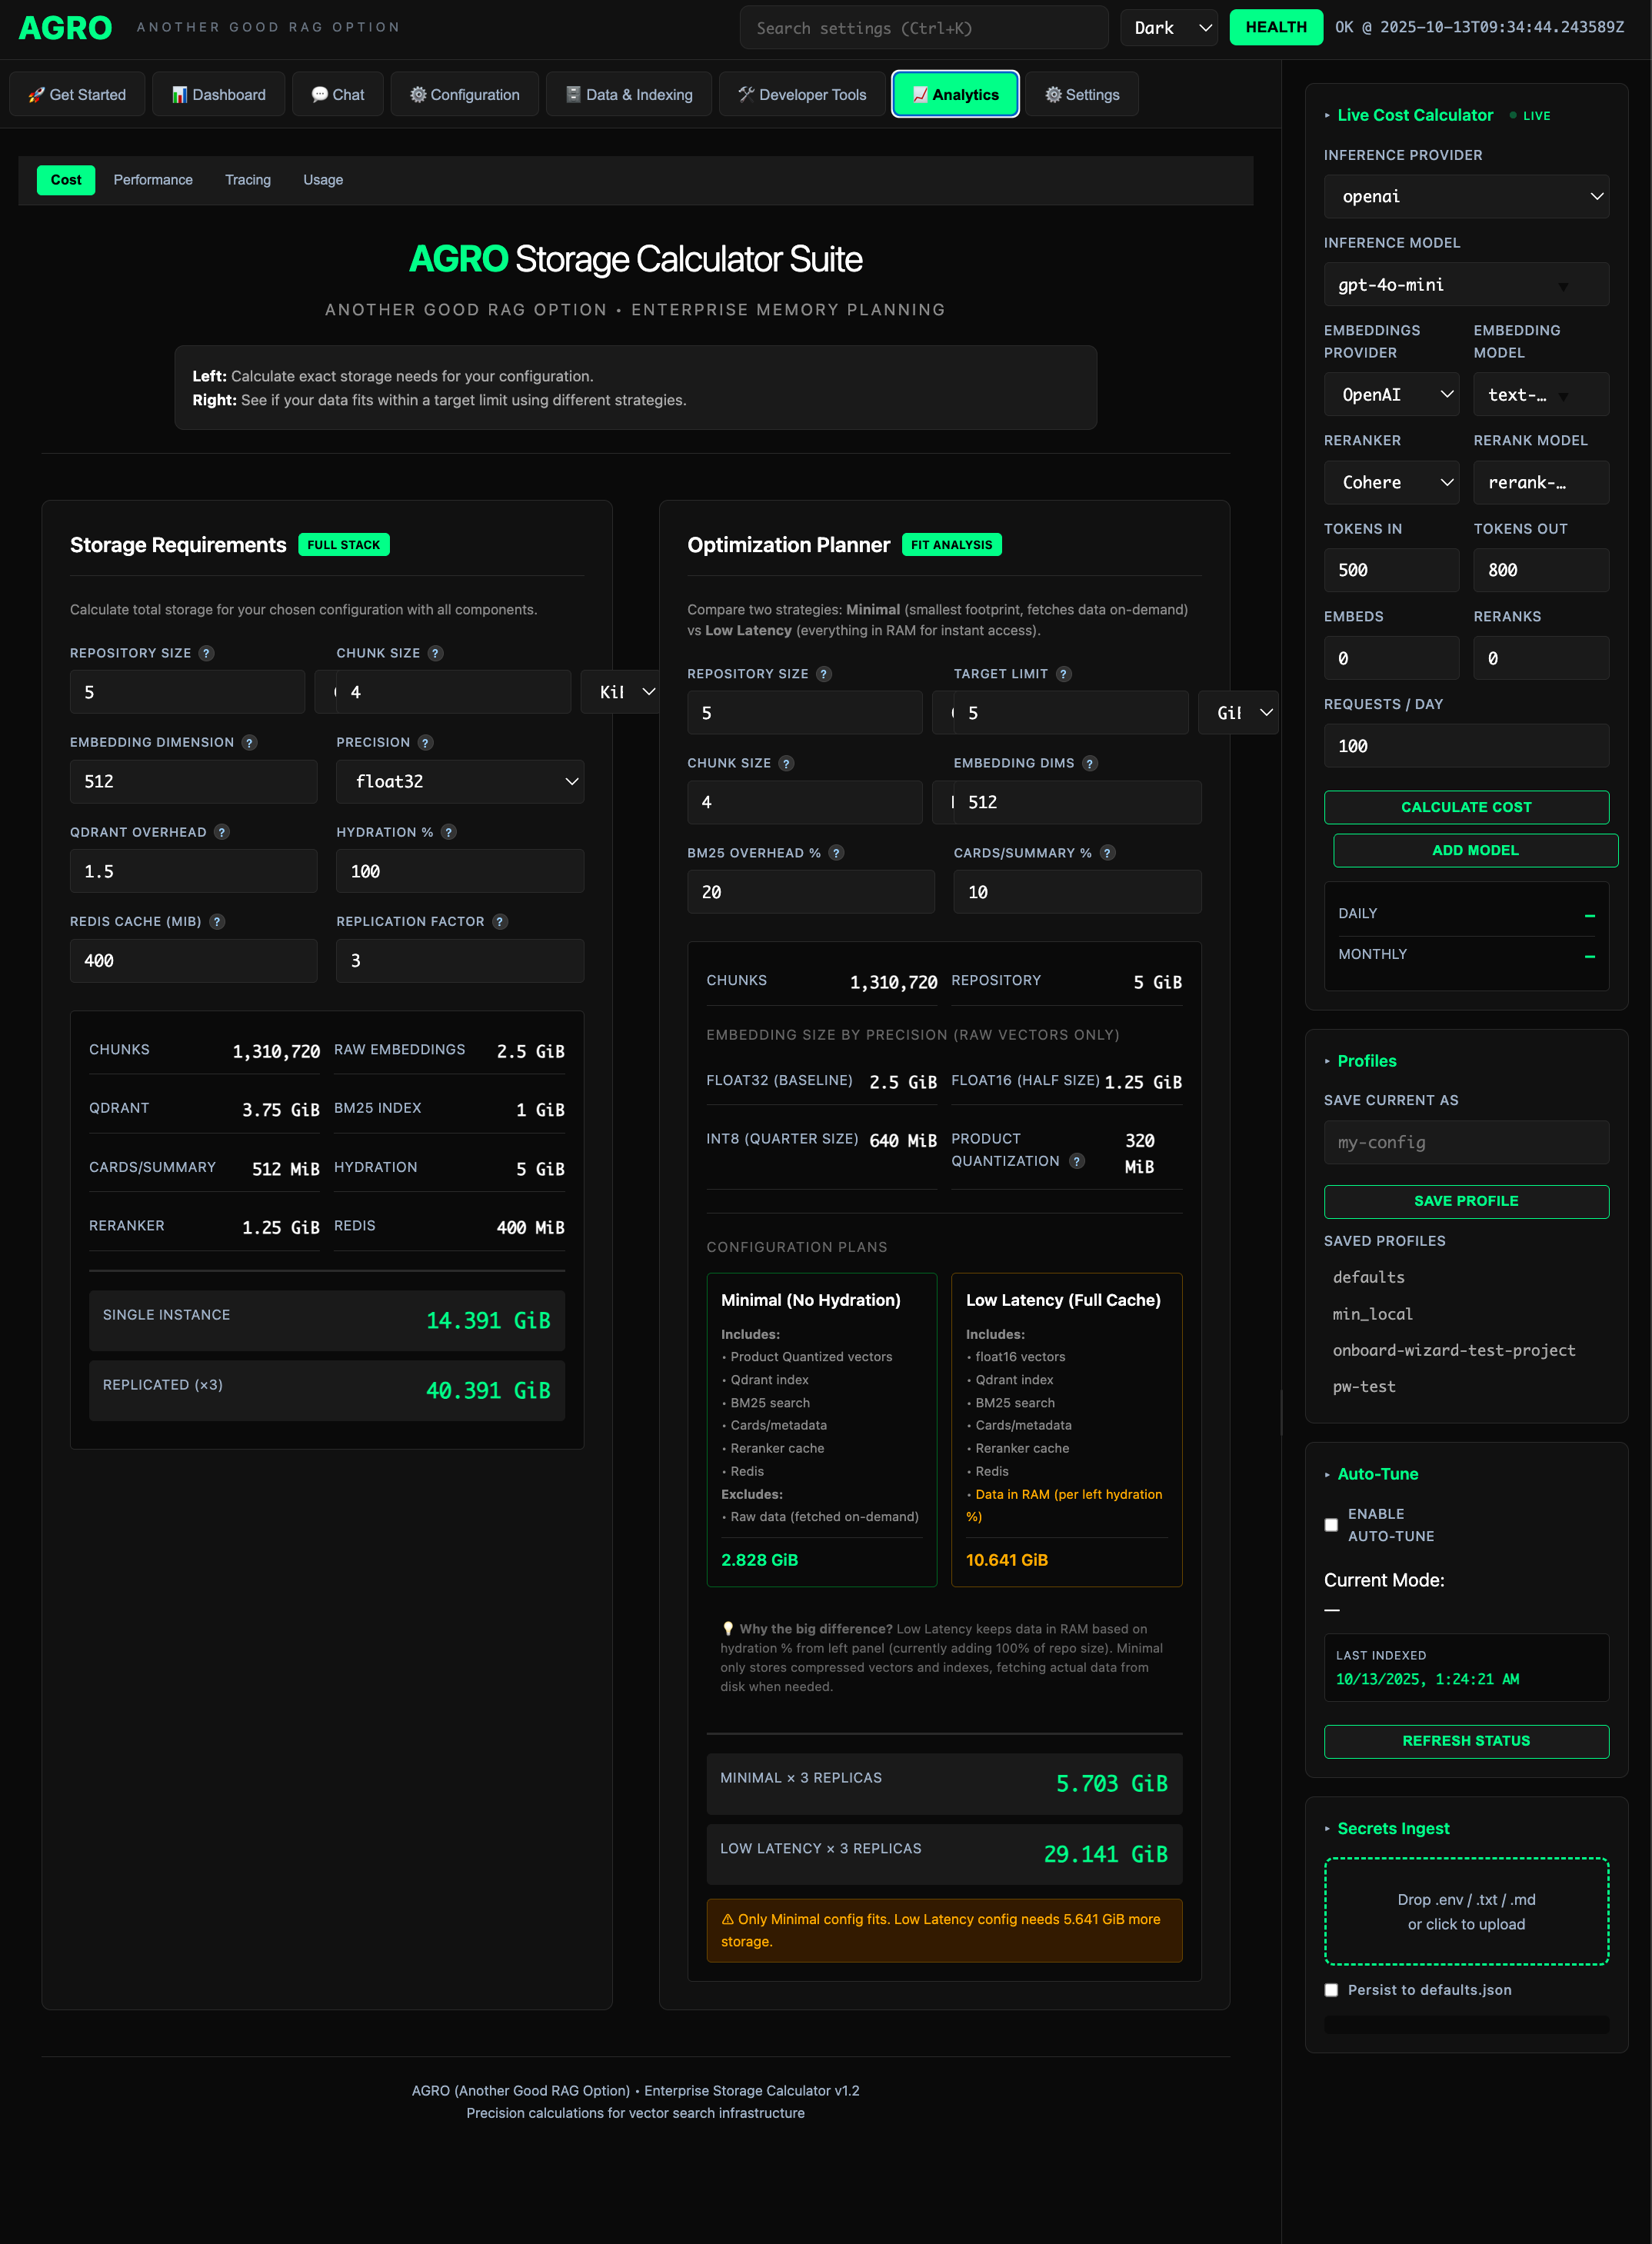 AGRO
ANOTHER GOOD RAG OPTION
Search settings (Ctrl+K)
Dark
HEALTH
OK @ 2025-10-13T09:34:44.243589Z
🚀 Get Started
📊 Dashboard
💬 Chat
⚙️ Configuration
🗄️ Data & Indexing
🛠️ Developer Tools
📈 Analytics
⚙️ Settings
Cost
Performance
Tracing
Usage
AGRO Storage Calculator Suite
ANOTHER GOOD RAG OPTION • ENTERPRISE MEMORY PLANNING
Left: Calculate exact storage needs for your configuration.
Right: See if your data fits within a target limit using different strategies.
Storage Requirements
FULL STACK
Calculate total storage for your chosen configuration with all components.
REPOSITORY SIZE ?
CHUNK SIZE ?
5
4
EMBEDDING DIMENSION ?
PRECISION ?
512
float32
QDRANT OVERHEAD ?
HYDRATION % ?
1.5
100
REDIS CACHE (MIB) ?
REPLICATION FACTOR ?
400
3
CHUNKS
1,310,720
RAW EMBEDDINGS
2.5 GiB
QDRANT
3.75 GiB
BM25 INDEX
1 GiB
CARDS/SUMMARY
512 MiB
HYDRATION
5 GiB
RERANKER
1.25 GiB
REDIS
400 MiB
SINGLE INSTANCE
14.391 GiB
REPLICATED (×3)
40.391 GiB
Optimization Planner
FIT ANALYSIS
Compare two strategies: Minimal (smallest footprint, fetches data on-demand)
vs Low Latency (everything in RAM for instant access).
REPOSITORY SIZE ?
TARGET LIMIT ?
5
5
CHUNK SIZE ?
EMBEDDING DIMS ?
4
512
BM25 OVERHEAD % ?
CARDS/SUMMARY % ?
20
10
CHUNKS
1,310,720
REPOSITORY
5 GiB
EMBEDDING SIZE BY PRECISION (RAW VECTORS ONLY)
FLOAT32 (BASELINE)
2.5 GiB
FLOAT16 (HALF SIZE)
1.25 GiB
INT8 (QUARTER SIZE)
640 MiB
PRODUCT
QUANTIZATION ?
320
MiB
CONFIGURATION PLANS
Minimal (No Hydration)
Includes:
• Product Quantized vectors
• Qdrant index
• BM25 search
• Cards/metadata
• Reranker cache
• Redis
Excludes:
• Raw data (fetched on-demand)
2.828 GiB
Low Latency (Full Cache)
Includes:
• float16 vectors
• Qdrant index
• BM25 search
• Cards/metadata
• Reranker cache
• Redis
• Data in RAM (per left hydration
%)
10.641 GiB
💡 Why the big difference? Low Latency keeps data in RAM based on
hydration % from left panel (currently adding 100% of repo size). Minimal
only stores compressed vectors and indexes, fetching actual data from
disk when needed.
MINIMAL × 3 REPLICAS
5.703 GiB
LOW LATENCY × 3 REPLICAS
29.141 GiB
⚠ Only Minimal config fits. Low Latency config needs 5.641 GiB more
storage.
AGRO (Another Good RAG Option) • Enterprise Storage Calculator v1.2
Precision calculations for vector search infrastructure
Live Cost Calculator
LIVE
INFERENCE PROVIDER
openai
INFERENCE MODEL
gpt-4o-mini
EMBEDDINGS
PROVIDER
EMBEDDING
MODEL
OpenAI
text-…
RERANKER
RERANK MODEL
Cohere
rerank-…
TOKENS IN
TOKENS OUT
500
800
EMBEDS
RERANKS
0
0
REQUESTS / DAY
100
CALCULATE COST
ADD MODEL
DAILY
—
MONTHLY
—
Profiles
SAVE CURRENT AS
my-config
SAVE PROFILE
SAVED PROFILES
defaults
min_local
onboard-wizard-test-project
pw-test
Auto-Tune
ENABLE
AUTO-TUNE
Current Mode:
—
LAST INDEXED
10/13/2025, 1:24:21 AM
REFRESH STATUS
Secrets Ingest
Drop .env / .txt / .md
or click to upload
Persist to defaults.json